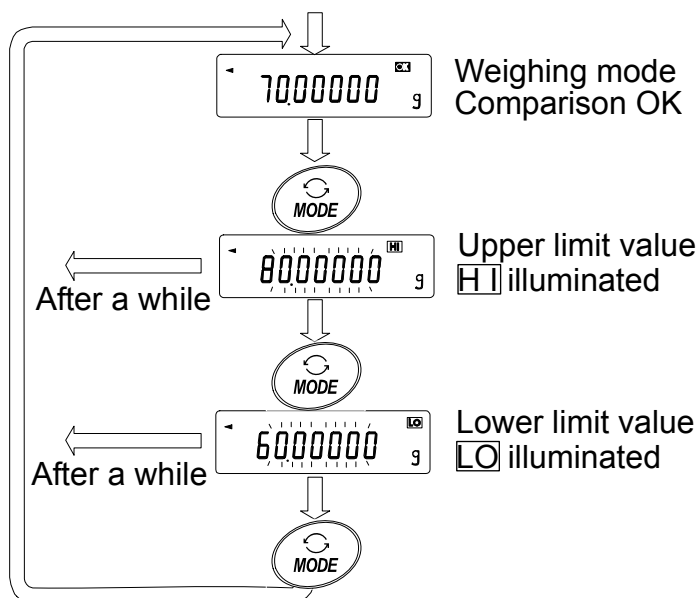 OK
70.00000 g
Weighing mode
Comparison OK
MODE
HI
80.00000 g
Upper limit value
HI illuminated
After a while
MODE
LO
60.00000 g
Lower limit value
LO illuminated
After a while
MODE